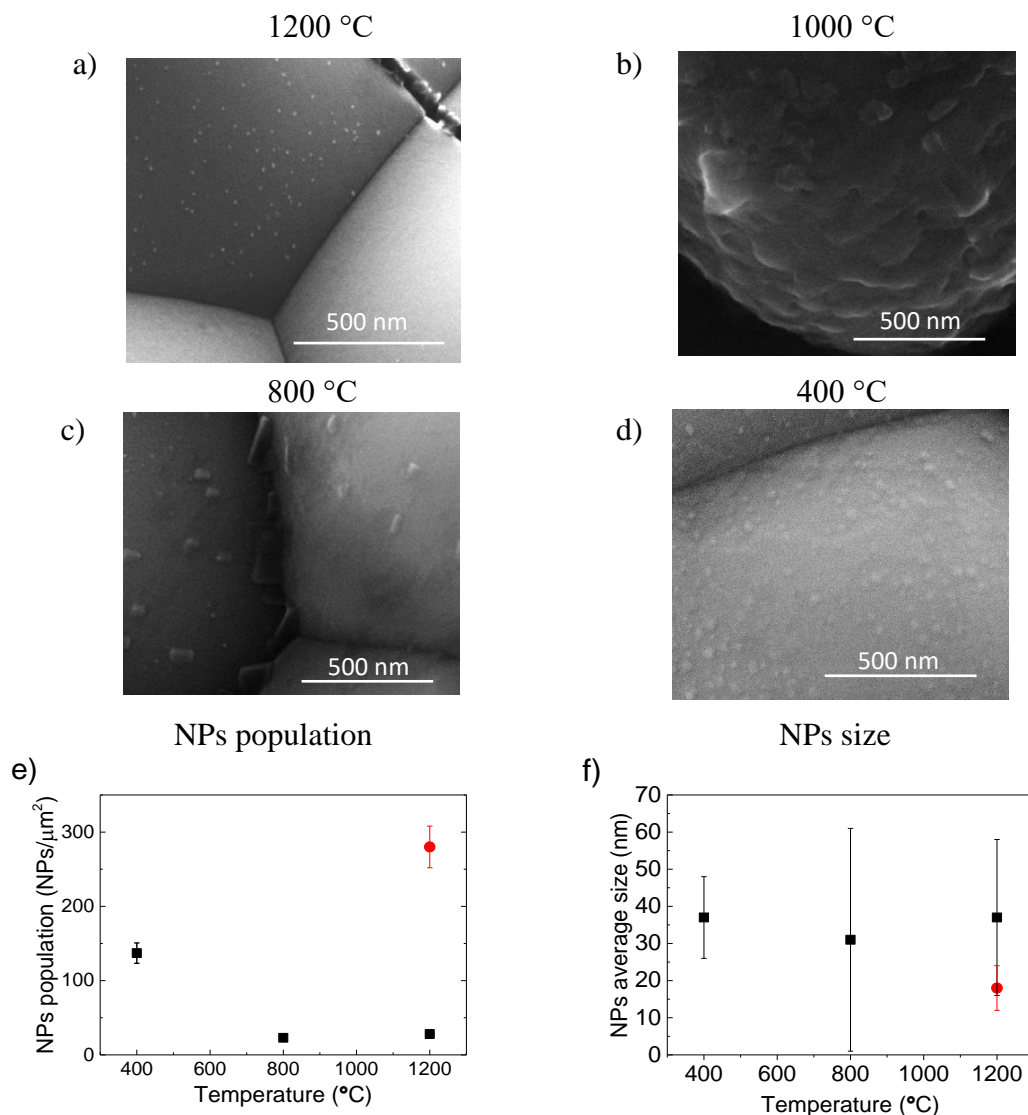 1200 °C 1000 °C
a) b)
500 nm 500 nm
800 °C 400 °C
c) d)
500 nm 500 nm
NPs population NPs size
e)
NPs population (NPs/μm²)
300
200
100
0
400 600 800 1000 1200
Temperature (°C)
f)
NPs average size (nm)
70
60
50
40
30
20
10
0
400 600 800 1000 1200
Temperature (°C)